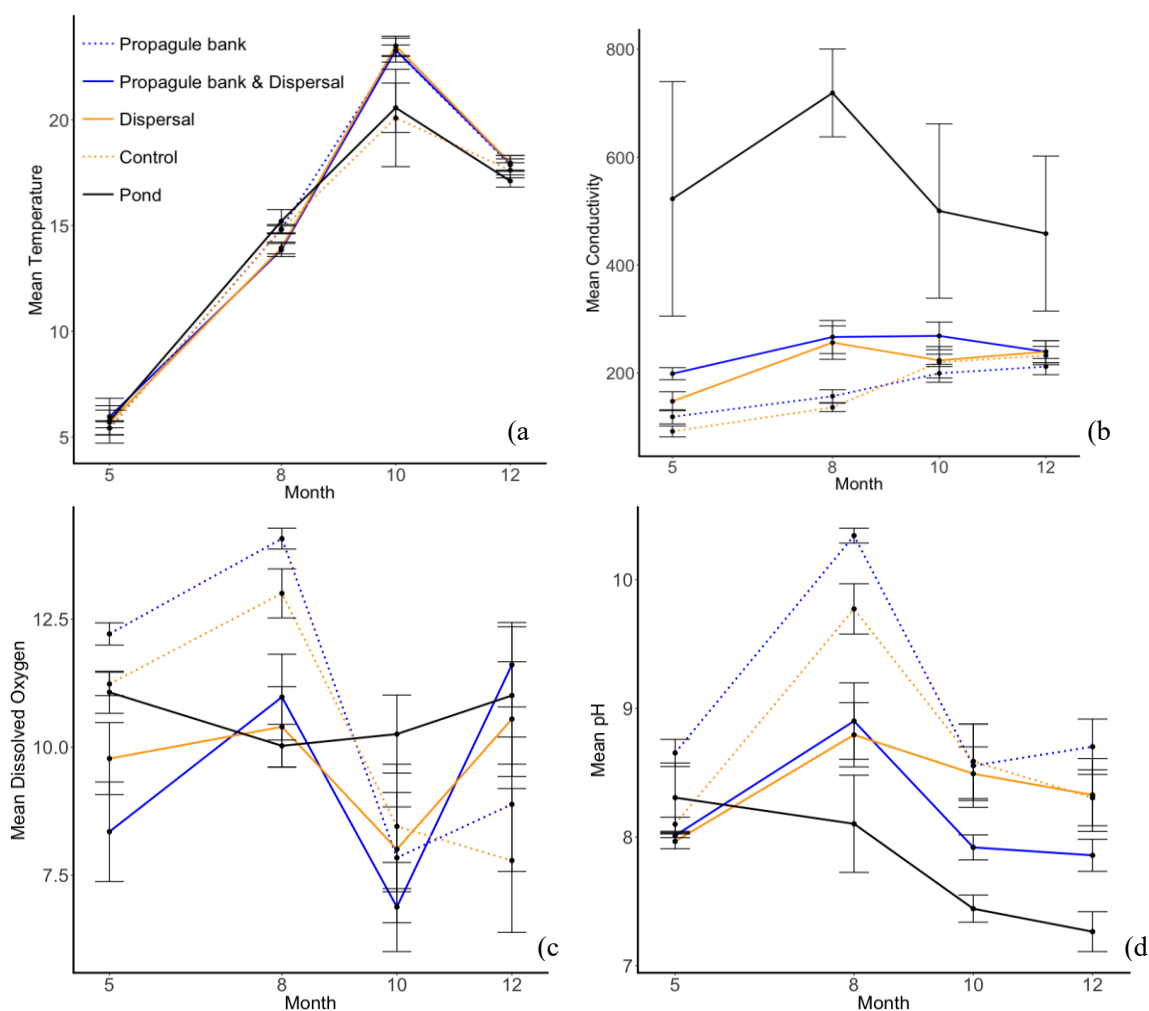 Propagule bank
Propagule bank & Dispersal
Dispersal
Control
Pond
Mean Temperature
20
15
10
5
5
8
10
12
Month
(a
Mean Conductivity
800
600
400
200
5
8
10
12
Month
(b
Mean Dissolved Oxygen
12.5
10.0
7.5
5
8
10
12
Month
(c
Mean pH
10
9
8
7
5
8
10
12
Month
(d